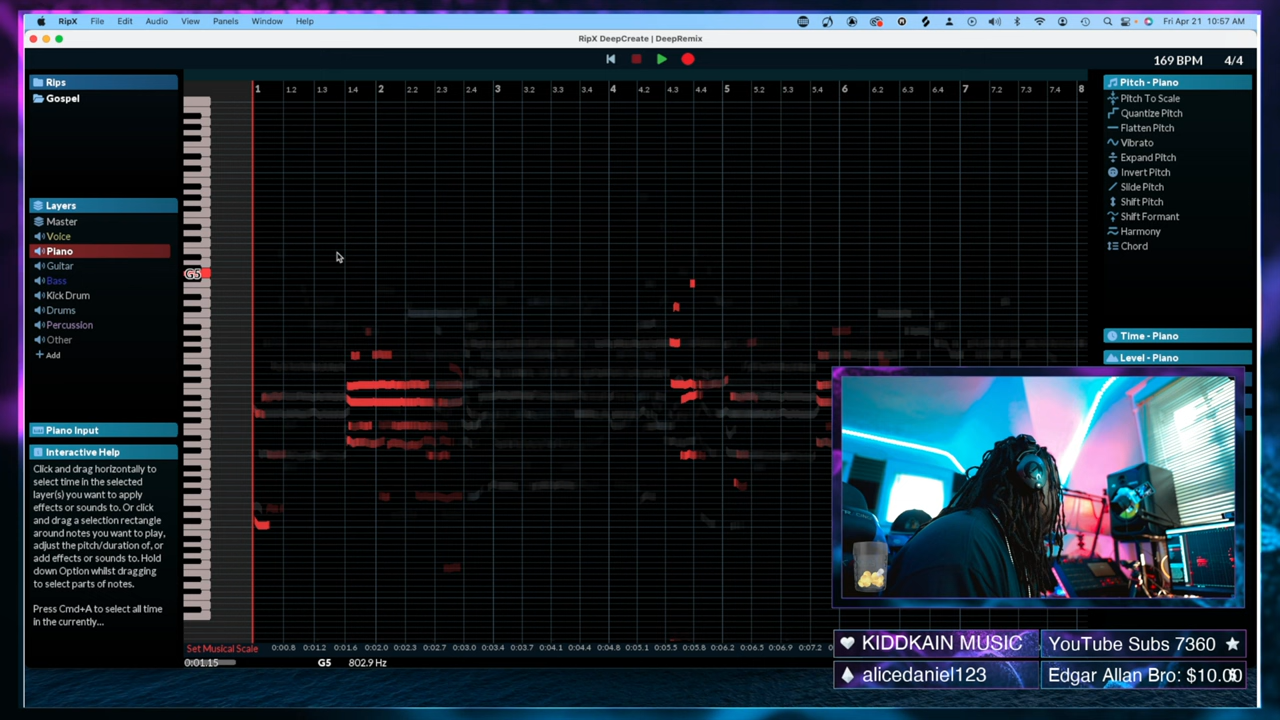 RipX File Edit Audio View Panels Window Help
Fri Apr 21 10:57 AM
RipX DeepCreate | DeepRemix
169 BPM 4/4
Rips
Gospel
Layers
Master
Voice
Piano
Guitar
Bass
Kick Drum
Drums
Percussion
Other
Add
Piano Input
Interactive Help
Click and drag horizontally to
select time in the selected
layer(s) you want to apply
effects or sounds to. Or click
and drag a selection rectangle
around notes you want to play,
adjust the pitch/duration of, or
add effects or sounds to. Hold
down Option whilst dragging
to select parts of notes.
Press Cmd+A to select all time
in the currently...
1 1.2 1.3 1.4 2 2.2 2.3 2.4 3 4 4.3 4.4 5 5.2 5.3 5.4 6 6.2 6.3 6.4 7 7.2 7.3 7.4 8
G5
Set Musical Scale 0:00.8 0:01.2 0:01.6 0:02.0 0:02.3 0:02.7 0:03.0 0:03.4 0:03.7 0:04.1 0:04.4 0:04.8 0:05.1 0:05.5 0:05.8 0:06.2 0:06.5 0:06.9 0:07.2
0:01.15 G5 802.9 Hz
Pitch - Piano
Pitch To Scale
Quantize Pitch
Flatten Pitch
Vibrato
Expand Pitch
Invert Pitch
Slide Pitch
Shift Pitch
Shift Formant
Harmony
Chord
Time - Piano
Level - Piano
KIDDKAIN MUSIC
YouTube Subs 7360
alicedaniel123
Edgar Allan Bro: $10.00